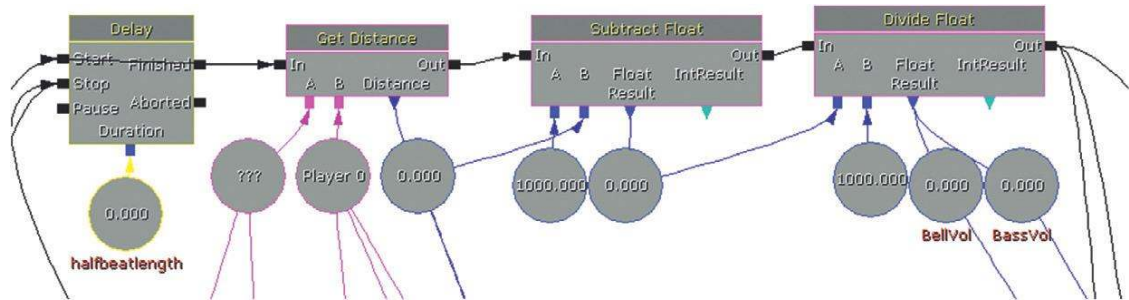 Delay
Start
Finished
Stop
Pause
Aborted
Duration
0.000
halfbeatlength
Get Distance
In
Out
A B Distance
???
Player 0
0.000
Subtract Float
In
Out
A B Float IntResult
Result
1000.000
0.000
Divide Float
In
Out
A B Float IntResult
Result
1000.000
0.000
BellVol
0.000
BassVol